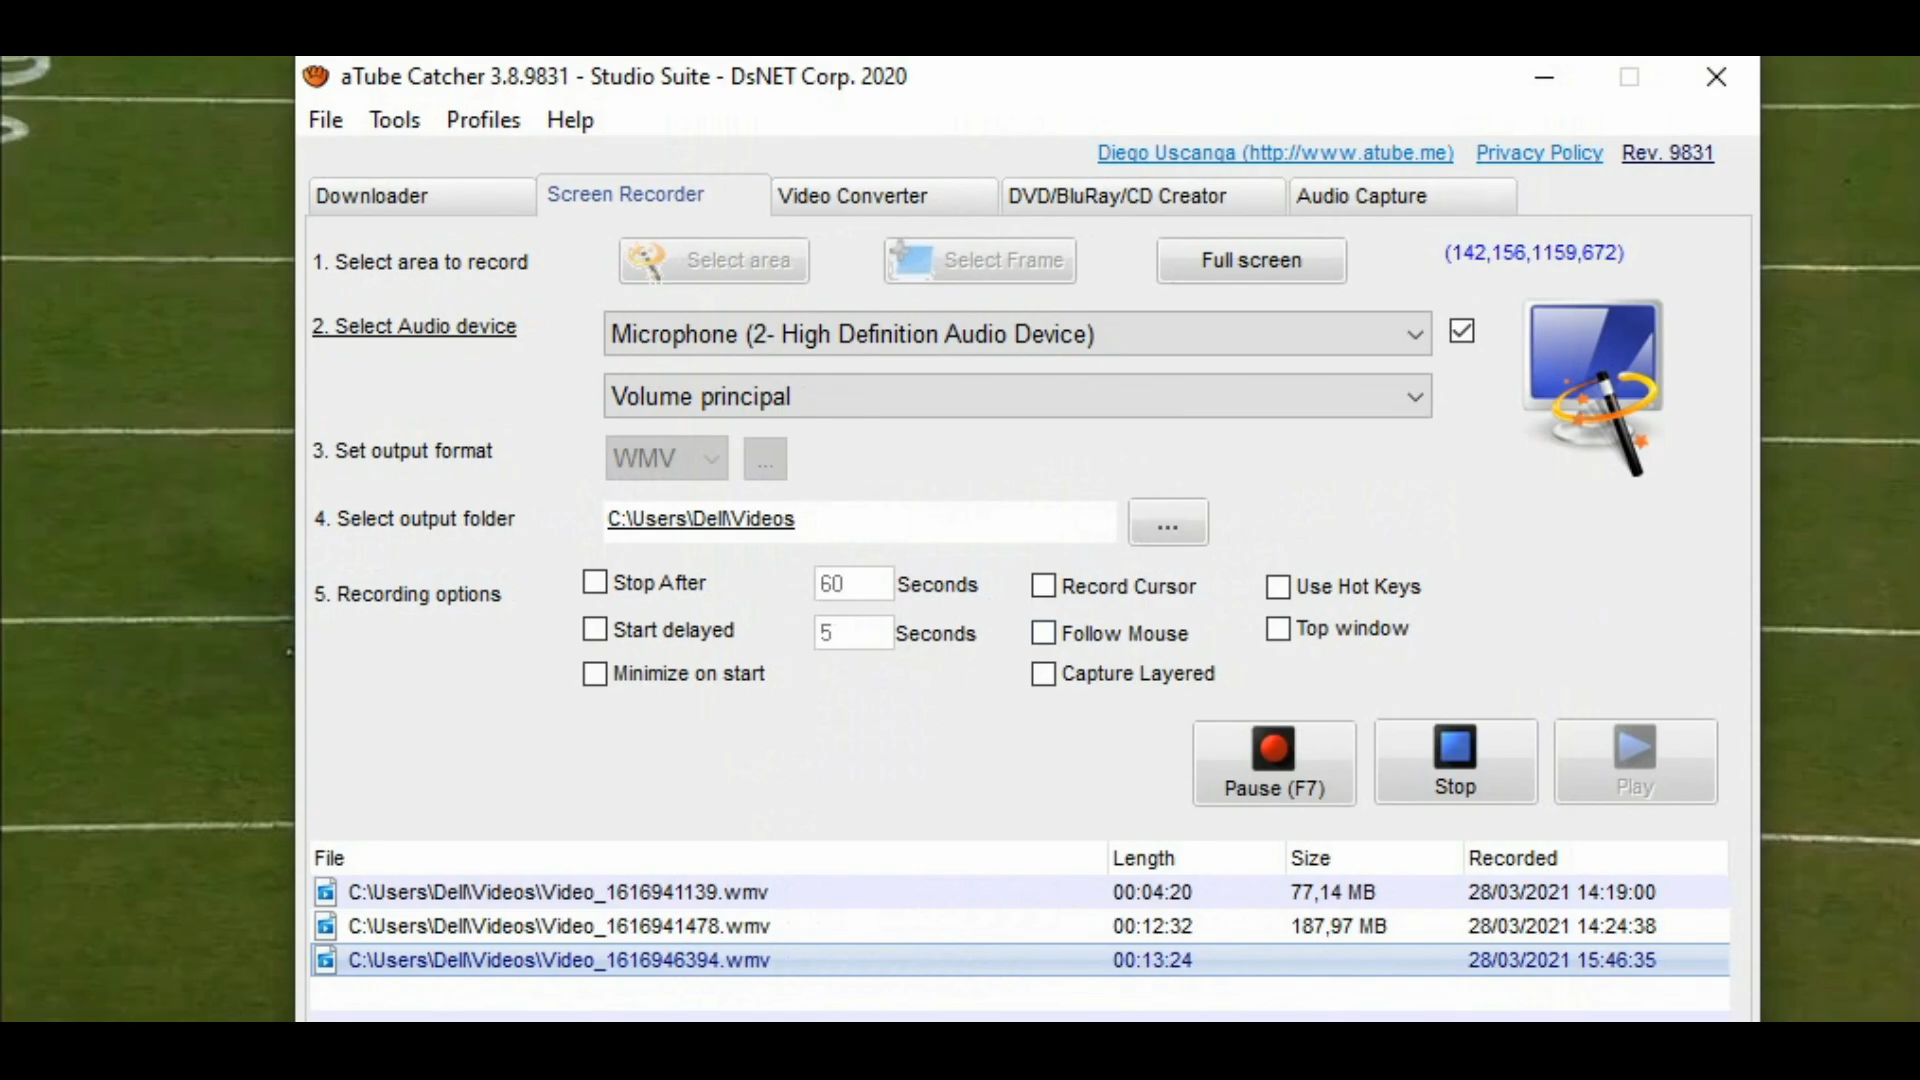 aTube Catcher 3.8.9831 - Studio Suite - DsNET Corp. 2020
File Tools Profiles Help
Diego Uscanga (http://www.atube.me) Privacy Policy Rev. 9831
Downloader Screen Recorder Video Converter DVD/BluRay/CD Creator Audio Capture
1. Select area to record Select area Select Frame Full screen (142,156,1159,672)
2. Select Audio device Microphone (2- High Definition Audio Device)
Volume principal
3. Set output format WMV ...
4. Select output folder C:\Users\Dell\Videos ...
5. Recording options Stop After 60 Seconds Record Cursor Use Hot Keys
Start delayed 5 Seconds Follow Mouse Top window
Minimize on start Capture Layered
Pause (F7) Stop Play
File Length Size Recorded
C:\Users\Dell\Videos\Video_1616941139.wmv 00:04:20 77,14 MB 28/03/2021 14:19:00
C:\Users\Dell\Videos\Video_1616941478.wmv 00:12:32 187,97 MB 28/03/2021 14:24:38
C:\Users\Dell\Videos\Video_1616946394.wmv 00:13:24 28/03/2021 15:46:35